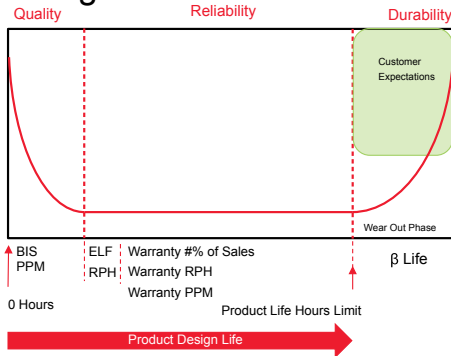 Quality
Reliability
Durability
Customer
Expectations
Wear Out Phase
BIS
PPM
ELF
RPH
Warranty #% of Sales
Warranty RPH
Warranty PPM
β Life
0 Hours
Product Life Hours Limit
Product Design Life